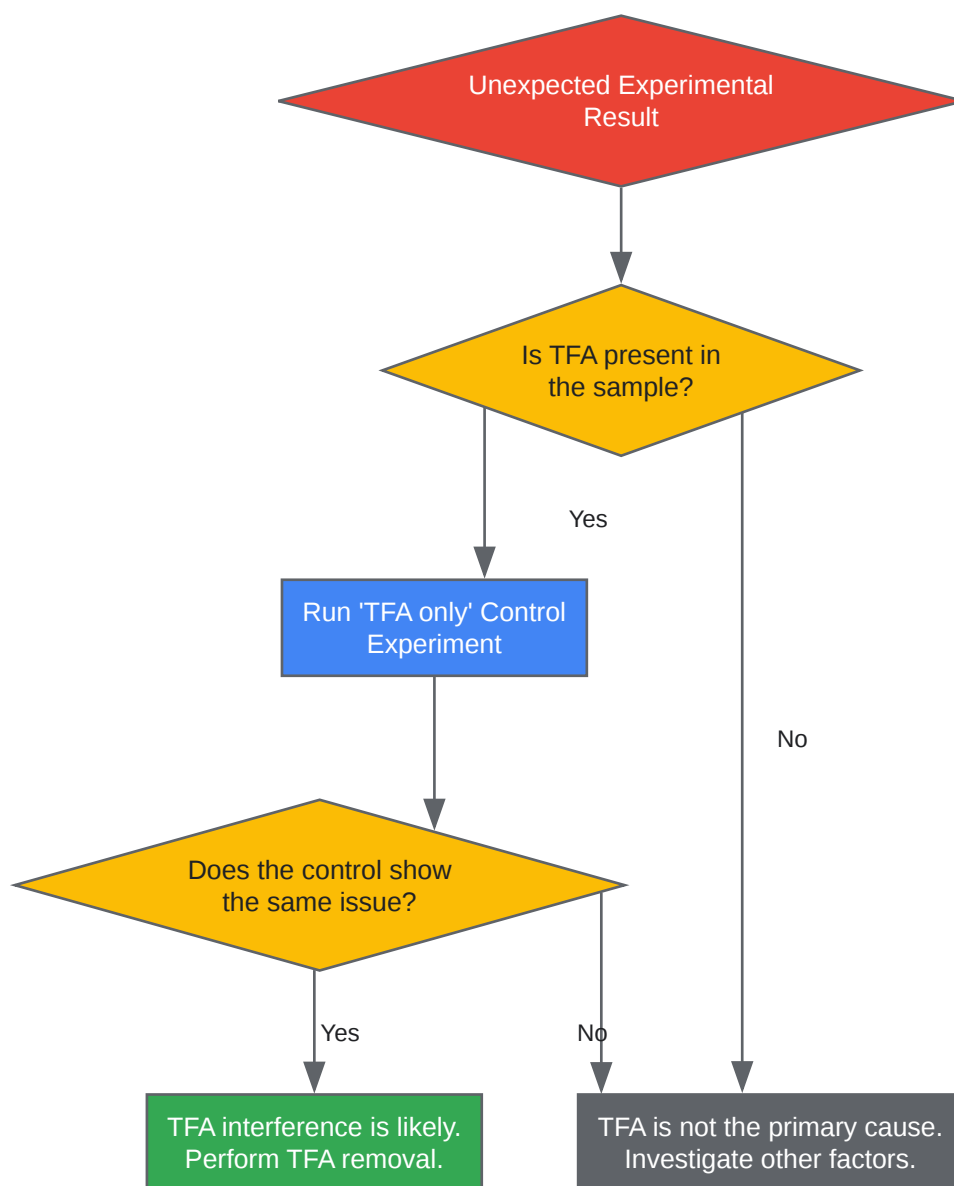 Unexpected Experimental
Result
Is TFA present in
the sample?
Yes
Run 'TFA only' Control
Experiment
No
Does the control show
the same issue?
Yes
No
TFA interference is likely.
Perform TFA removal.
TFA is not the primary cause.
Investigate other factors.